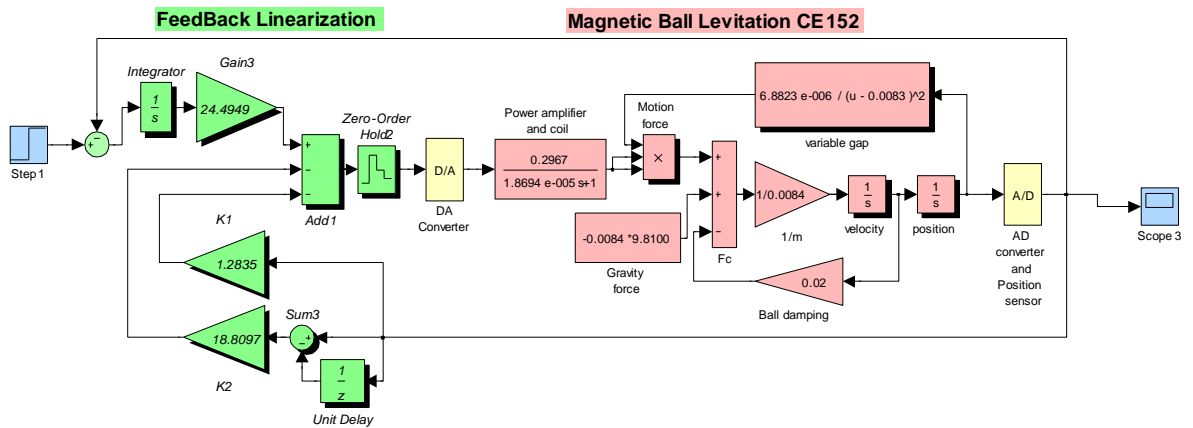 FeedBack Linearization
Magnetic Ball Levitation CE152
Step 1
+
−
Integrator
1
s
Gain3
24.4949
+
−
−
Add1
Zero-Order
Hold2
D/A
DA
Converter
Power amplifier
and coil
0.2967
1.8694 e-005 s+1
Motion
force
×
6.8823 e-006 / (u - 0.0083 )^2
variable gap
-0.0084 *9.8100
Gravity
force
+
+
−
Fc
1/0.0084
1/m
1
s
velocity
1
s
position
A/D
AD
converter
and
Position
sensor
Scope 3
0.02
Ball damping
K1
1.2835
18.8097
K2
Sum3
+
−
1
z
Unit Delay